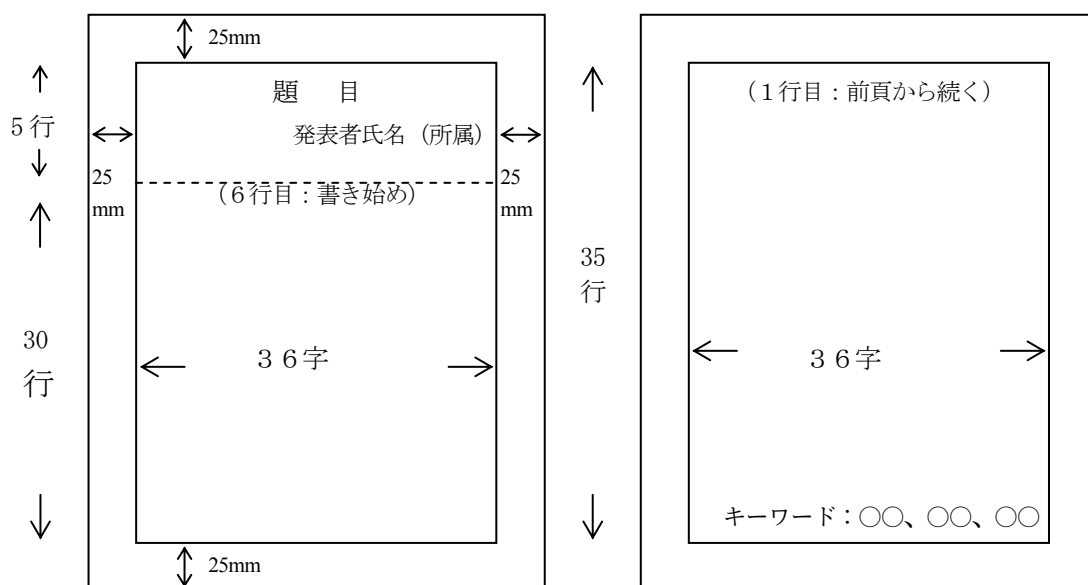 25mm
題 目
5行
発表者氏名（所属）
25
mm
25
mm
（６行目：書き始め）
30
行
３６字
25mm
（１行目：前頁から続く）
35
行
３６字
キーワード：○○、○○、○○